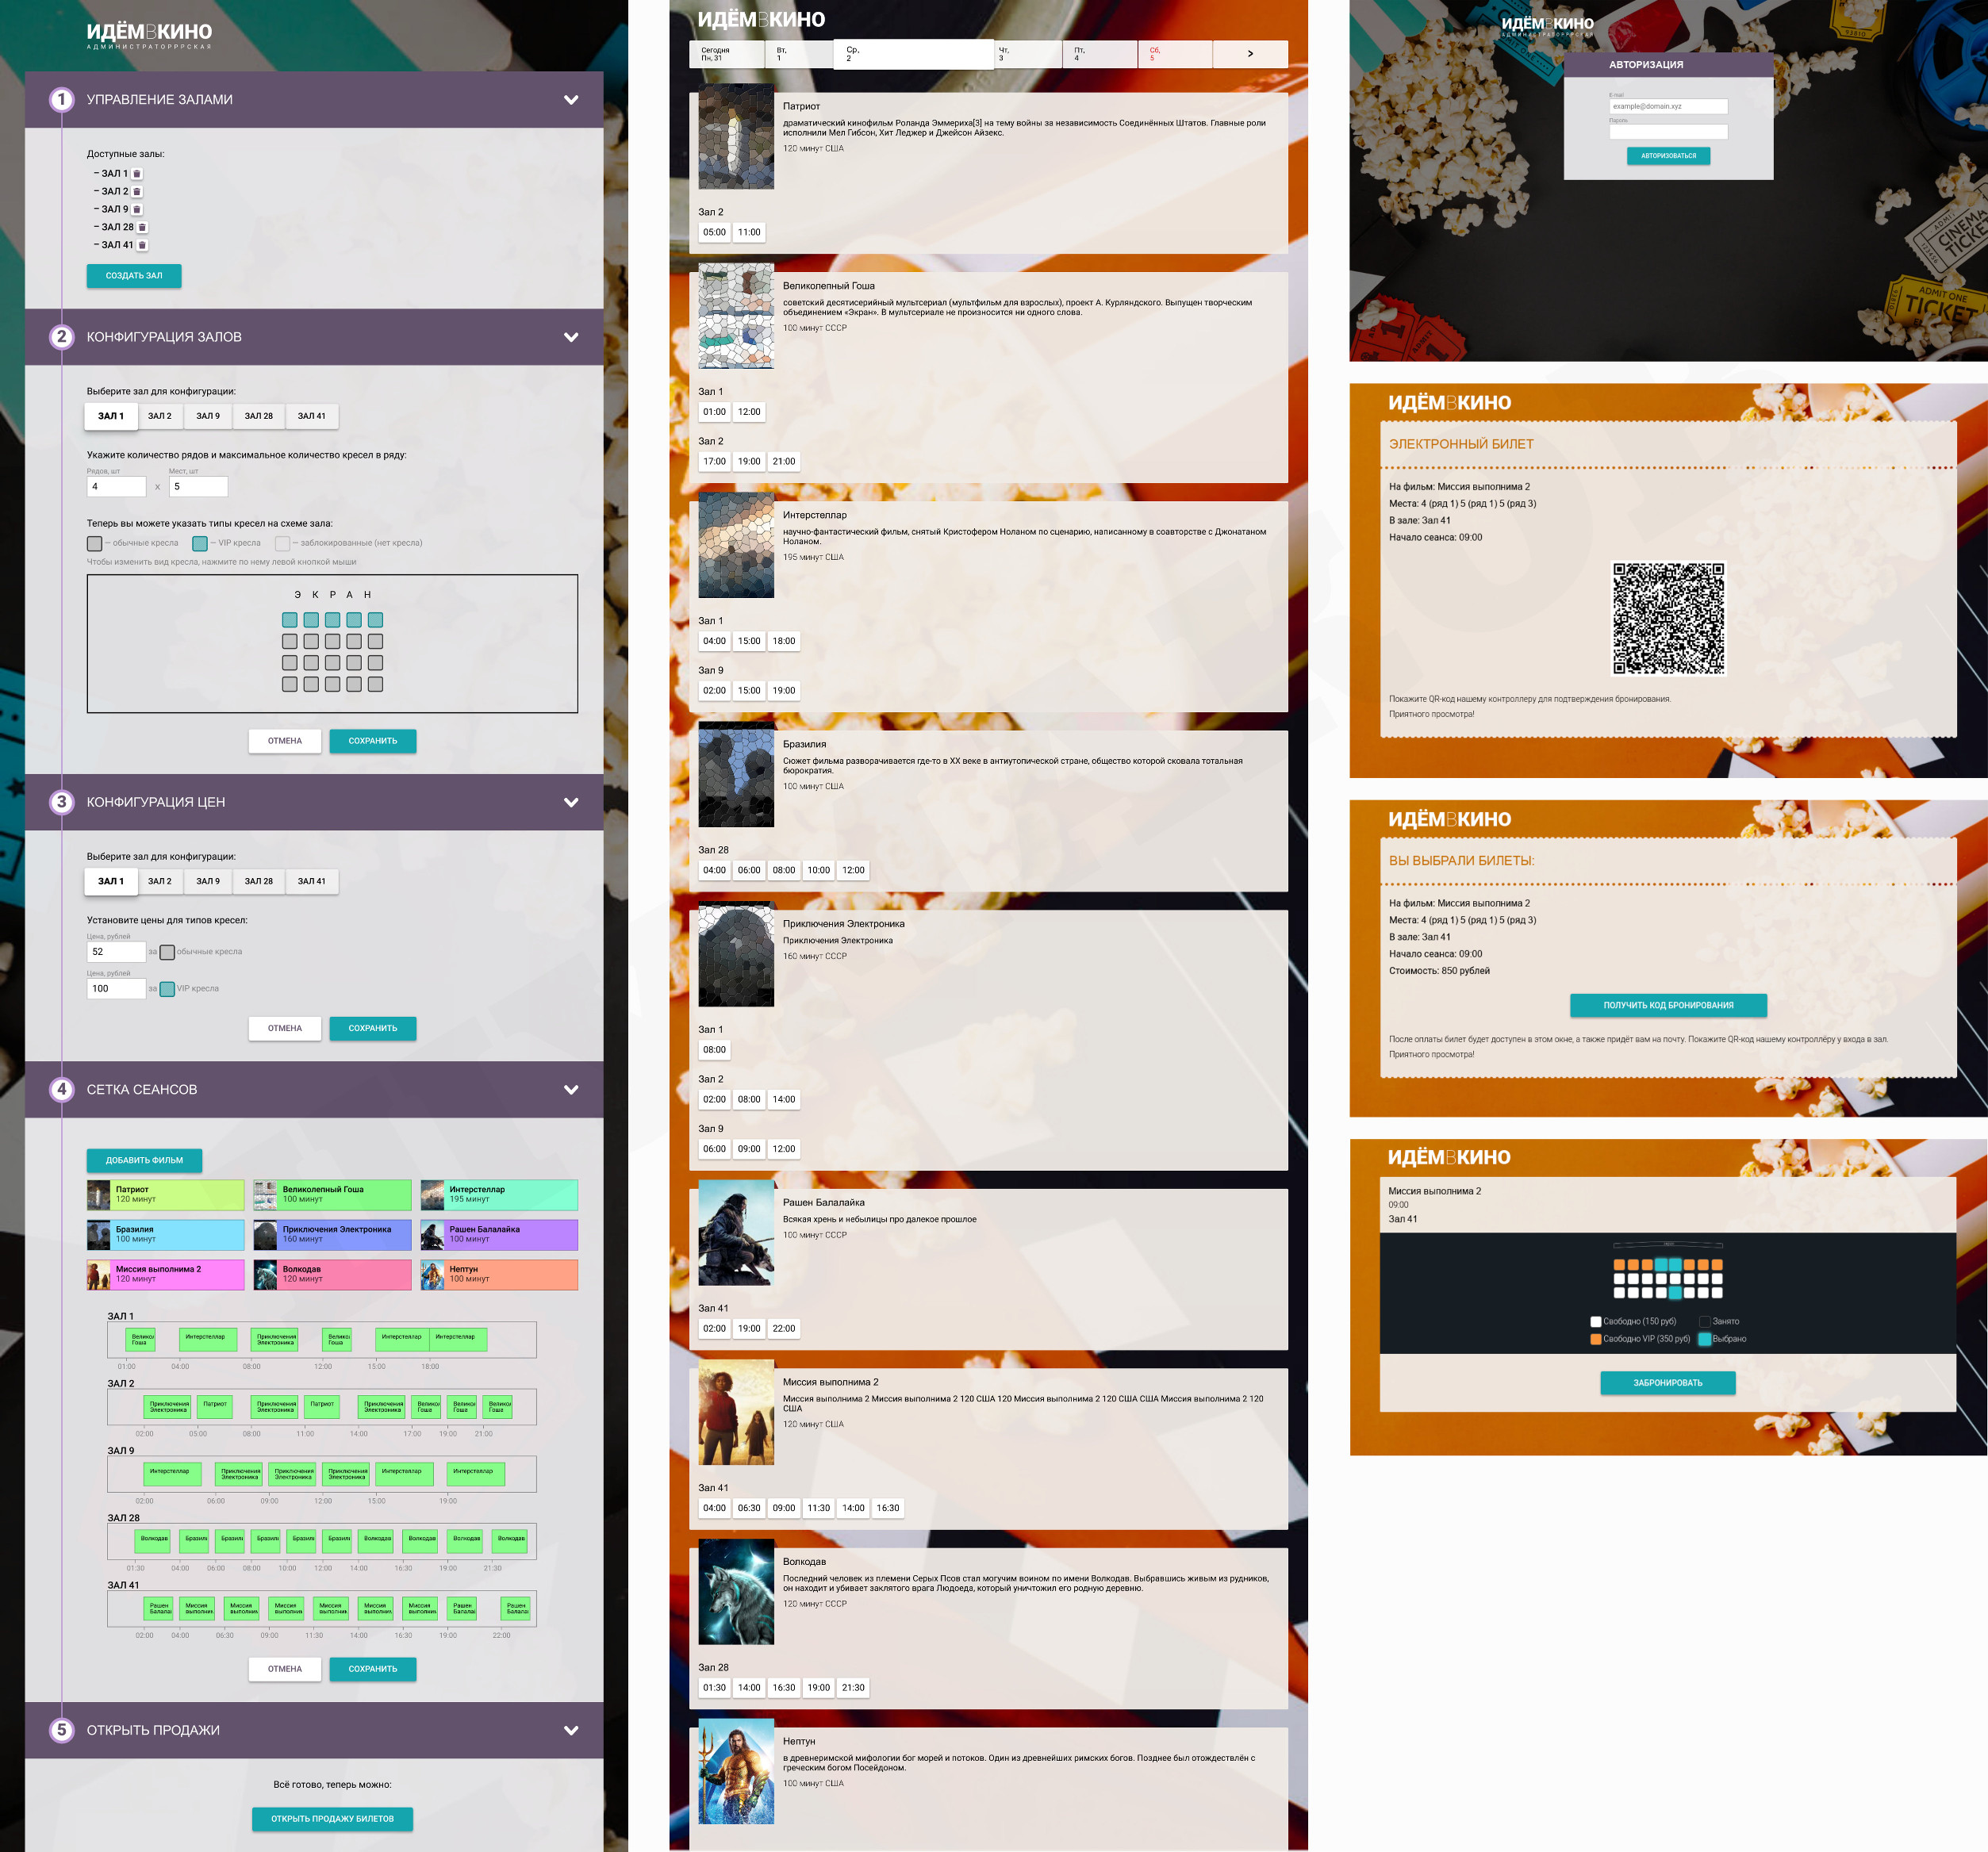 ИДЁМВКИНО
АДМИНИСТРАТОРРРСКАЯ
1 УПРАВЛЕНИЕ ЗАЛАМИ
Доступные залы:
– ЗАЛ 1
– ЗАЛ 2
– ЗАЛ 9
– ЗАЛ 28
– ЗАЛ 41
СОЗДАТЬ ЗАЛ
2 КОНФИГУРАЦИЯ ЗАЛОВ
Выберите зал для конфигурации:
ЗАЛ 1 ЗАЛ 2 ЗАЛ 9 ЗАЛ 28 ЗАЛ 41
Укажите количество рядов и максимальное количество кресел в ряду:
Рядов, шт Мест, шт
4 x 5
Теперь вы можете указать типы кресел на схеме зала:
– обычные кресла – VIP кресла – заблокированные (нет кресла)
Чтобы изменить вид кресла, нажмите по нему левой кнопкой мыши
ЭКРАН
ОТМЕНА СОХРАНИТЬ
3 КОНФИГУРАЦИЯ ЦЕН
Выберите зал для конфигурации:
ЗАЛ 1 ЗАЛ 2 ЗАЛ 9 ЗАЛ 28 ЗАЛ 41
Установите цены для типов кресел:
Цена, рублей
52 за обычные кресла
Цена, рублей
100 за VIP кресла
ОТМЕНА СОХРАНИТЬ
4 СЕТКА СЕАНСОВ
ДОБАВИТЬ ФИЛЬМ
Патриот Великолепный Гоша Интерстеллар
120 минут 100 минут 195 минут
Бразилия Приключения Электроника Рашен Балалайка
100 минут 160 минут 100 минут
Миссия выполнима 2 Волкодав Нептун
120 минут 120 минут 100 минут
ЗАЛ 1
Великол Интерстеллар Приключения Великол Интерстеллар Интерстеллар
Гоша Электроника Гоша
01:00 04:00 08:00 12:00 15:00 18:00
ЗАЛ 2
Приключения Патриот Приключения Патриот Приключения Великол Великол Великол
Электроника Электроника Электроника Гоша Гоша Гоша
02:00 05:00 08:00 11:00 14:00 17:00 19:00 21:00
ЗАЛ 9
Интерстеллар Приключения Приключения Приключения Интерстеллар Интерстеллар
Электроника Электроника Электроника
02:00 06:00 09:00 12:00 15:00 19:00
ЗАЛ 28
Волкодав Бразили Бразили Бразили Бразили Бразили Волкодав Волкодав Волкодав Волкодав
01:30 04:00 06:00 08:00 10:00 12:00 14:00 16:30 19:00 21:30
ЗАЛ 41
Рашен Миссия Миссия Миссия Миссия Миссия Миссия Рашен Рашен
Балала выполним выполним выполним выполним выполним выполним Балала Балала
02:00 04:00 06:30 09:00 11:30 14:00 16:30 19:00 22:00
ОТМЕНА СОХРАНИТЬ
5 ОТКРЫТЬ ПРОДАЖИ
Всё готово, теперь можно:
ОТКРЫТЬ ПРОДАЖУ БИЛЕТОВ
ИДЁМВКИНО
Сегодня Вт, Ср, Чт, Пт, Сб, >
Пн, 31 1 2 3 4 5
Патриот
драматический кинофильм Роланда Эммериха[3] на тему войны за независимость Соединённых Штатов. Главные роли
исполнили Мел Гибсон, Хит Леджер и Джейсон Айзекс.
120 минут США
Зал 2
05:00 11:00
Великолепный Гоша
советский десятисерийный мультсериал (мультфильм для взрослых), проект А. Курляндского. Выпущен творческим
объединением «Экран». В мультсериале не произносится ни одного слова.
100 минут СССР
Зал 1
01:00 12:00
Зал 2
17:00 19:00 21:00
Интерстеллар
научно-фантастический фильм, снятый Кристофером Ноланом по сценарию, написанному в соавторстве с Джонатаном
Ноланом.
195 минут США
Зал 1
04:00 15:00 18:00
Зал 9
02:00 15:00 19:00
Бразилия
Сюжет фильма разворачивается где-то в XX веке в антиутопической стране, общество которой сковала тотальная
бюрократия.
100 минут США
Зал 28
04:00 06:00 08:00 10:00 12:00
Приключения Электроника
Приключения Электроника
160 минут СССР
Зал 1
08:00
Зал 2
02:00 08:00 14:00
Зал 9
06:00 09:00 12:00
Рашен Балалайка
Всякая хрень и небылицы про далекое прошлое
100 минут СССР
Зал 41
02:00 19:00 22:00
Миссия выполнима 2
Миссия выполнима 2 Миссия выполнима 2 120 США 120 Миссия выполнима 2 120 США США Миссия выполнима 2 120
США
120 минут США
Зал 41
04:00 06:30 09:00 11:30 14:00 16:30
Волкодав
Последний человек из племени Серых Псов стал могучим воином по имени Волкодав. Выбравшись живым из рудников,
он находит и убивает заклятого врага Людоеда, который уничтожил его родную деревню.
120 минут СССР
Зал 28
01:30 14:00 16:30 19:00 21:30
Нептун
в древнеримской мифологии бог морей и потоков. Один из древнейших римских богов. Позднее был отождествлён с
греческим богом Посейдоном.
100 минут США
ИДЁМВКИНО
АДМИНИСТРАТОРРРСКАЯ
АВТОРИЗАЦИЯ
E-mail
example@domain.xyz
Пароль
АВТОРИЗОВАТЬСЯ
93810
ADMIT
CINEMA
TICKE
123456
ADMIT ONE
TICKET
1
ИДЁМВКИНО
ЭЛЕКТРОННЫЙ БИЛЕТ
На фильм: Миссия выполнима 2
Места: 4 (ряд 1) 5 (ряд 1) 5 (ряд 3)
В зале: Зал 41
Начало сеанса: 09:00
Покажите QR-код нашему контроллеру для подтверждения бронирования.
Приятного просмотра!
ИДЁМВКИНО
ВЫ ВЫБРАЛИ БИЛЕТЫ:
На фильм: Миссия выполнима 2
Места: 4 (ряд 1) 5 (ряд 1) 5 (ряд 3)
В зале: Зал 41
Начало сеанса: 09:00
Стоимость: 850 рублей
ПОЛУЧИТЬ КОД БРОНИРОВАНИЯ
После оплаты билет будет доступен в этом окне, а также придёт вам на почту. Покажите QR-код нашему контроллёру у входа в зал.
Приятного просмотра!
ИДЁМВКИНО
Миссия выполнима 2
09:00
Зал 41
Свободно (150 руб) Занято
Свободно VIP (350 руб) Выбрано
ЗАБРОНИРОВАТЬ